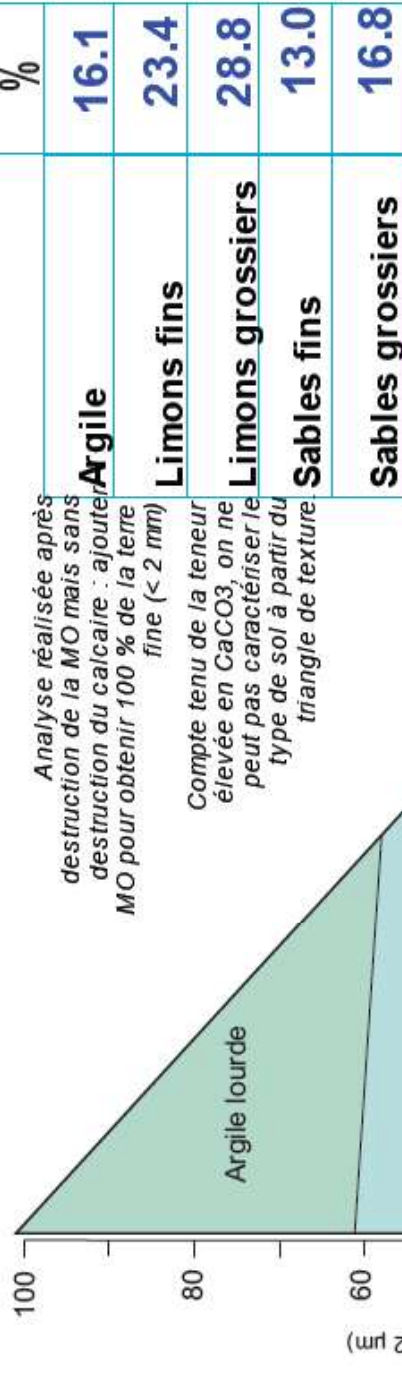 %
Argile 16.1
Limons fins 23.4
Limons grossiers 28.8
Sables fins 13.0
Sables grossiers 16.8
Analyse réalisée après
destruction de la MO mais sans
destruction du calcaire : ajouter
MO pour obtenir 100 % de la terre
fine (< 2 mm)
Compte tenu de la teneur
élevée en CaCO3, on ne
peut pas caractériser le
type de sol à partir du
triangle de texture.
Argile lourde
100
80
60
2 µm)